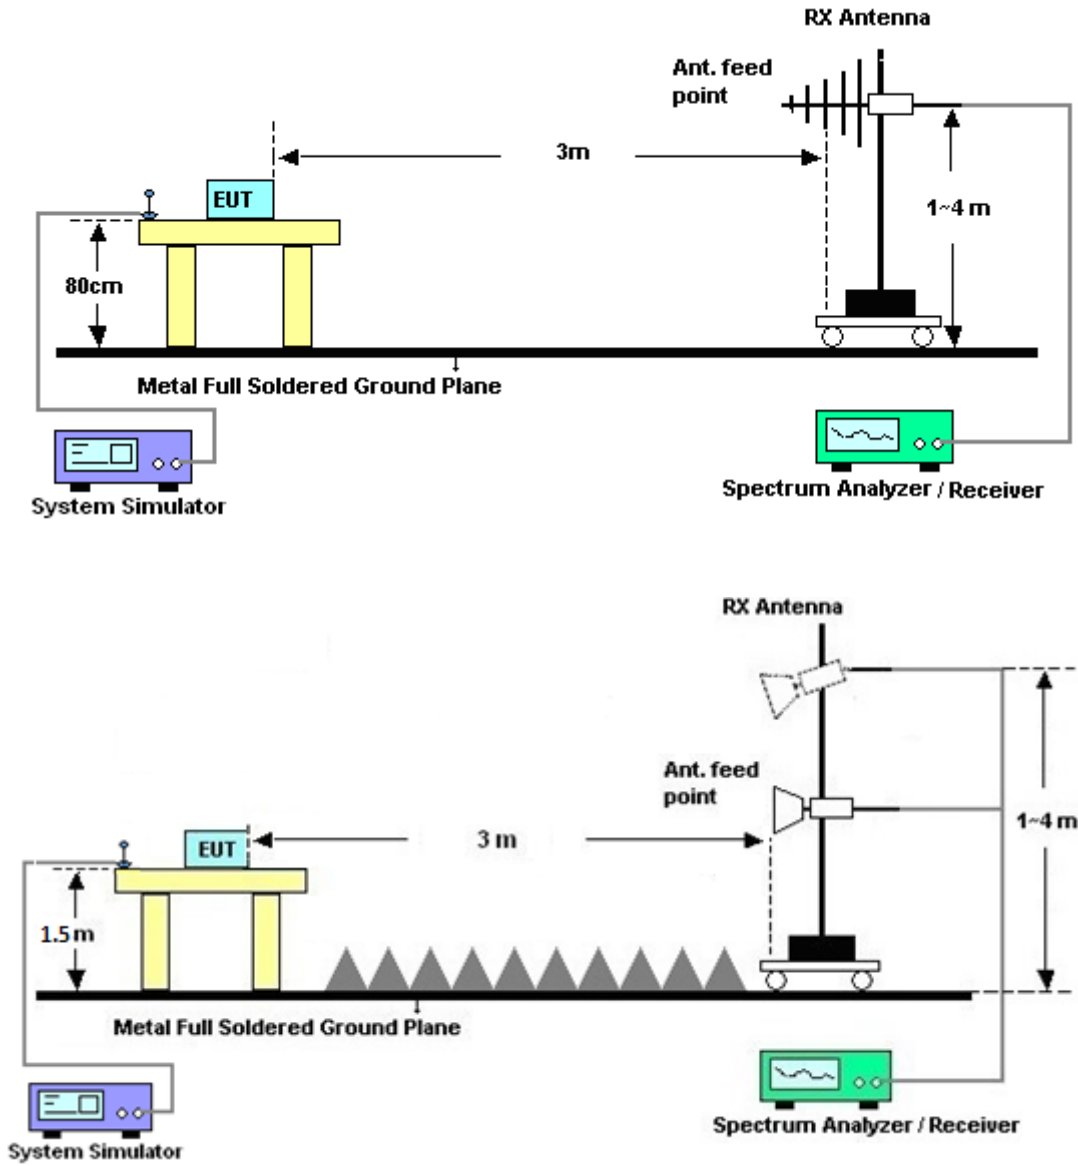 RX Antenna
Ant. feed
point
3m
EUT
1~4 m
80cm
Metal Full Soldered Ground Plane
System Simulator
Spectrum Analyzer / Receiver
RX Antenna
Ant. feed
point
3 m
1~4 m
EUT
1.5 m
Metal Full Soldered Ground Plane
Spectrum Analyzer / Receiver
System Simulator